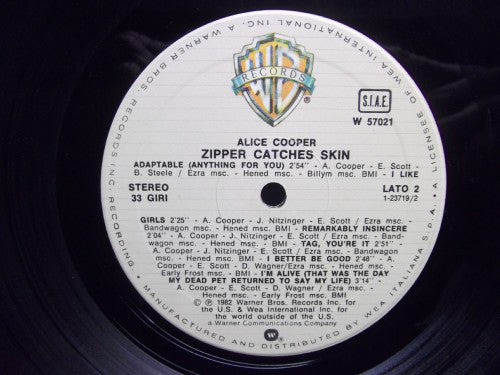 WB
RECORDS
S.I.A.E.
W 57021
ALICE COOPER
ZIPPER CATCHES SKIN
ADAPTABLE (ANYTHING FOR YOU) 2'54" - A. Cooper - E. Scott -
B. Steele / Ezra msc. - Hened msc. - Billym msc. BMI - I LIKE
STEREO
33 GIRI
LATO 2
1-23719/2
GIRLS 2'25" - A. Cooper - J. Nitzinger - E. Scott / Ezra msc. -
Hened msc. BMI - REMARKABLY INSINCERE
2'04" - A. Cooper - J. Nitzinger - E. Scott / Ezra msc. -
Hened msc. BMI - TAG, YOU'RE IT 2'51" - A. Cooper -
J. Nitzinger - E. Scott / Ezra msc. - Hened msc.
BMI - I BETTER BE GOOD 2'48" - A. Cooper -
E. Scott - D. Wagner/Ezra msc. - Hened msc. -
Early Frost msc. BMI - I'M ALIVE (THAT WAS THE DAY
MY DEAD PET RETURNED TO SAY MY LIFE) 3'14" - A.
Cooper - E. Scott - D. Wagner / Ezra msc. -
Hened msc. - Early Frost msc. BMI
℗ 1982 Warner Bros. Records Inc. for
the U.S. & Wea International Inc. for
the world outside of the U.S.
a Warner Communications Company
MANUFACTURED AND DISTRIBUTED BY WEA ITALIANA S.p.A. - A LICENSEE OF WEA INTERNATIONAL INC. - A WARNER BROS. RECORDS INC. RECORDING